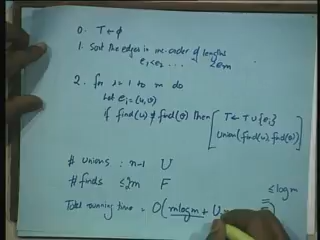 0. T ← ϕ
1. Sort the edges in inc. order of lengths
e₁<e₂ ...
2. for i = 1 to m do
Let eᵢ = (u,v)
If find(u) ≠ find(v) then [ T ← T ∪ {eᵢ}
Union(find(u), find(v))
# unions : n-1 U
# finds ≤ 2m F
≤ log m
Total running time = O( m log m + U